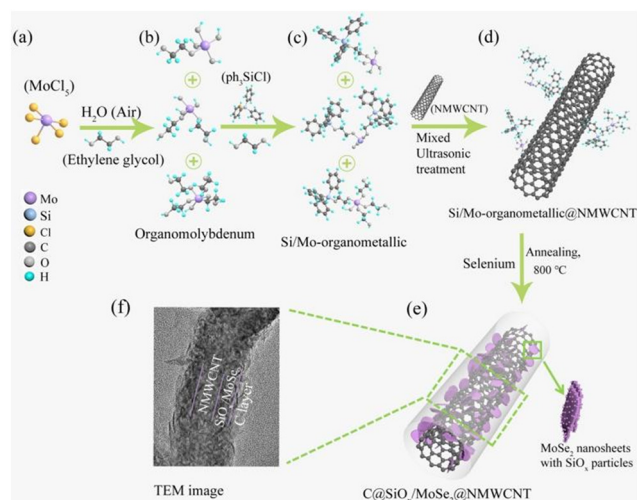 (a)
(MoCl5)
H2O (Air)
(Ethylene glycol)
Mo
Si
Cl
C
O
H
(b)
Organomolybdenum
(ph3SiCl)
(c)
Si/Mo-organometallic
(NMWCNT)
Mixed
Ultrasonic
treatment
(d)
Si/Mo-organometallic@NMWCNT
Selenium
Annealing,
800 °C
(e)
MoSe2 nanosheets
with SiOx particles
C@SiOx/MoSe2@NMWCNT
(f)
NMWCNT
SiOx/MoSe2
C layer
TEM image